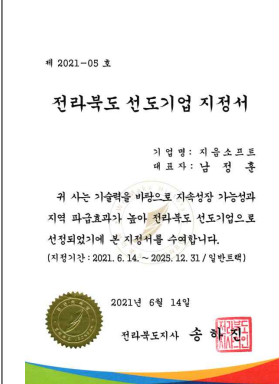 제 2021-05 호
전라북도 선도기업 지정서
기업명: 지음소프트
대표자: 남 정 훈
귀 사는 기술력을 바탕으로 지속성장 가능성과
지역 파급효과가 높아 전라북도 선도기업으로
선정되었기에 본 지정서를 수여합니다.
(지정기간: 2021. 6. 14. ~ 2025. 12. 31 / 일반트랙)
2021년 6월 14일
전라북도지사 송 하 진